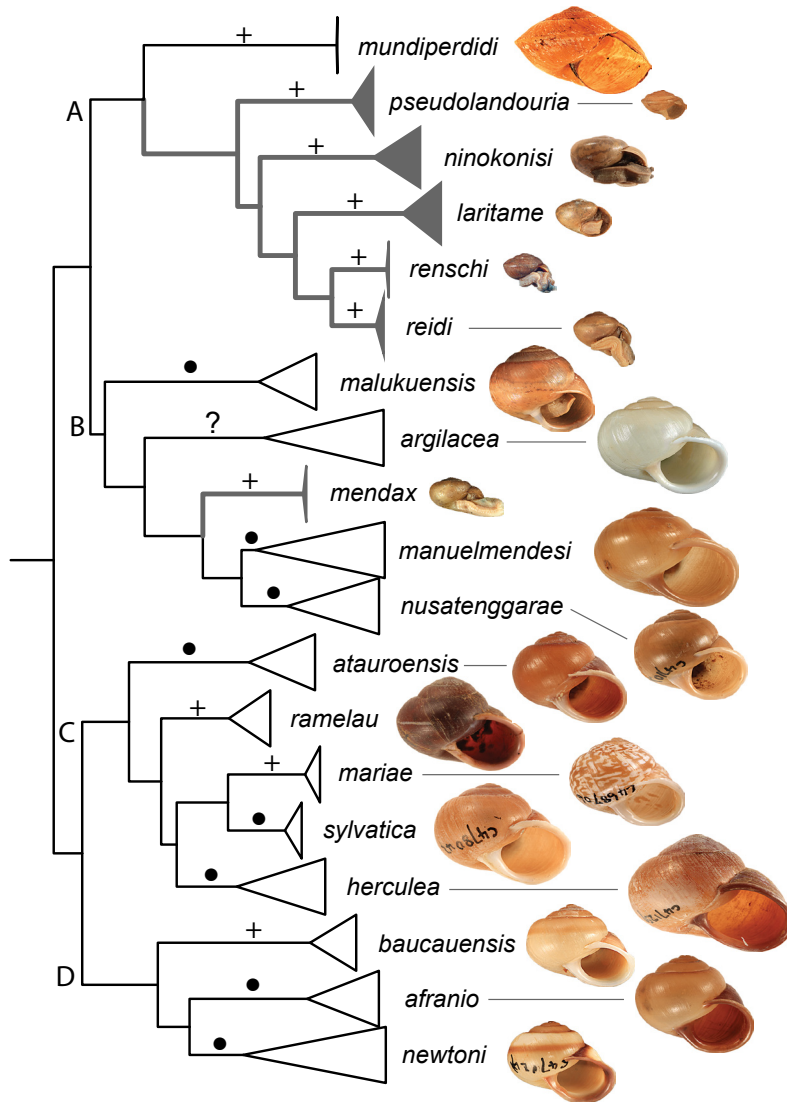 +
mundiperdidi
A
+
pseudolandouria
+
ninokonisi
+
laritame
+
renschi
+
reidi
•
malukuensis
B
?
argilacea
+
mendax
•
manuelmendesi
•
nusatenggarae
•
atauroensis
C
+
ramelau
+
mariae
•
sylvatica
•
herculea
+
baucauensis
D
•
afranio
•
newtoni